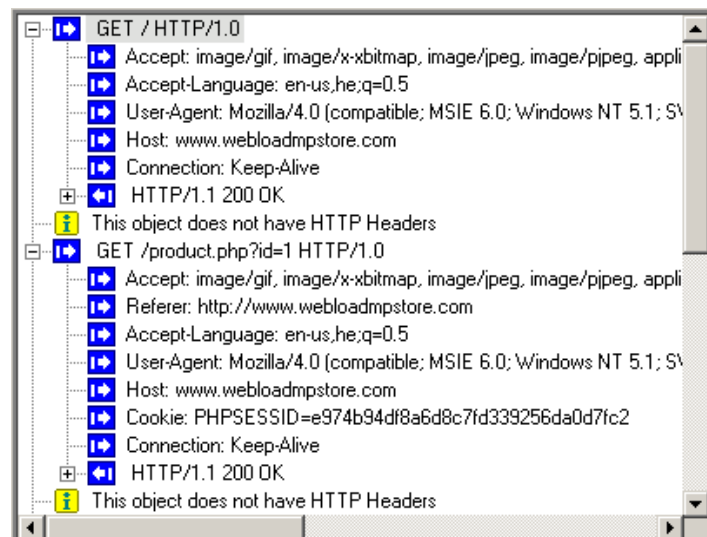 GET / HTTP/1.0
Accept: image/gif, image/x-xbitmap, image/jpeg, image/pjpeg, appli
Accept-Language: en-us,he;q=0.5
User-Agent: Mozilla/4.0 (compatible; MSIE 6.0; Windows NT 5.1; SV
Host: www.webloadmpstore.com
Connection: Keep-Alive
HTTP/1.1 200 OK
This object does not have HTTP Headers
GET /product.php?id=1 HTTP/1.0
Accept: image/gif, image/x-xbitmap, image/jpeg, image/pjpeg, appli
Referer: http://www.webloadmpstore.com
Accept-Language: en-us,he;q=0.5
User-Agent: Mozilla/4.0 (compatible; MSIE 6.0; Windows NT 5.1; SV
Host: www.webloadmpstore.com
Cookie: PHPSESSID=e974b94df8a6d8c7fd339256da0d7fc2
Connection: Keep-Alive
HTTP/1.1 200 OK
This object does not have HTTP Headers